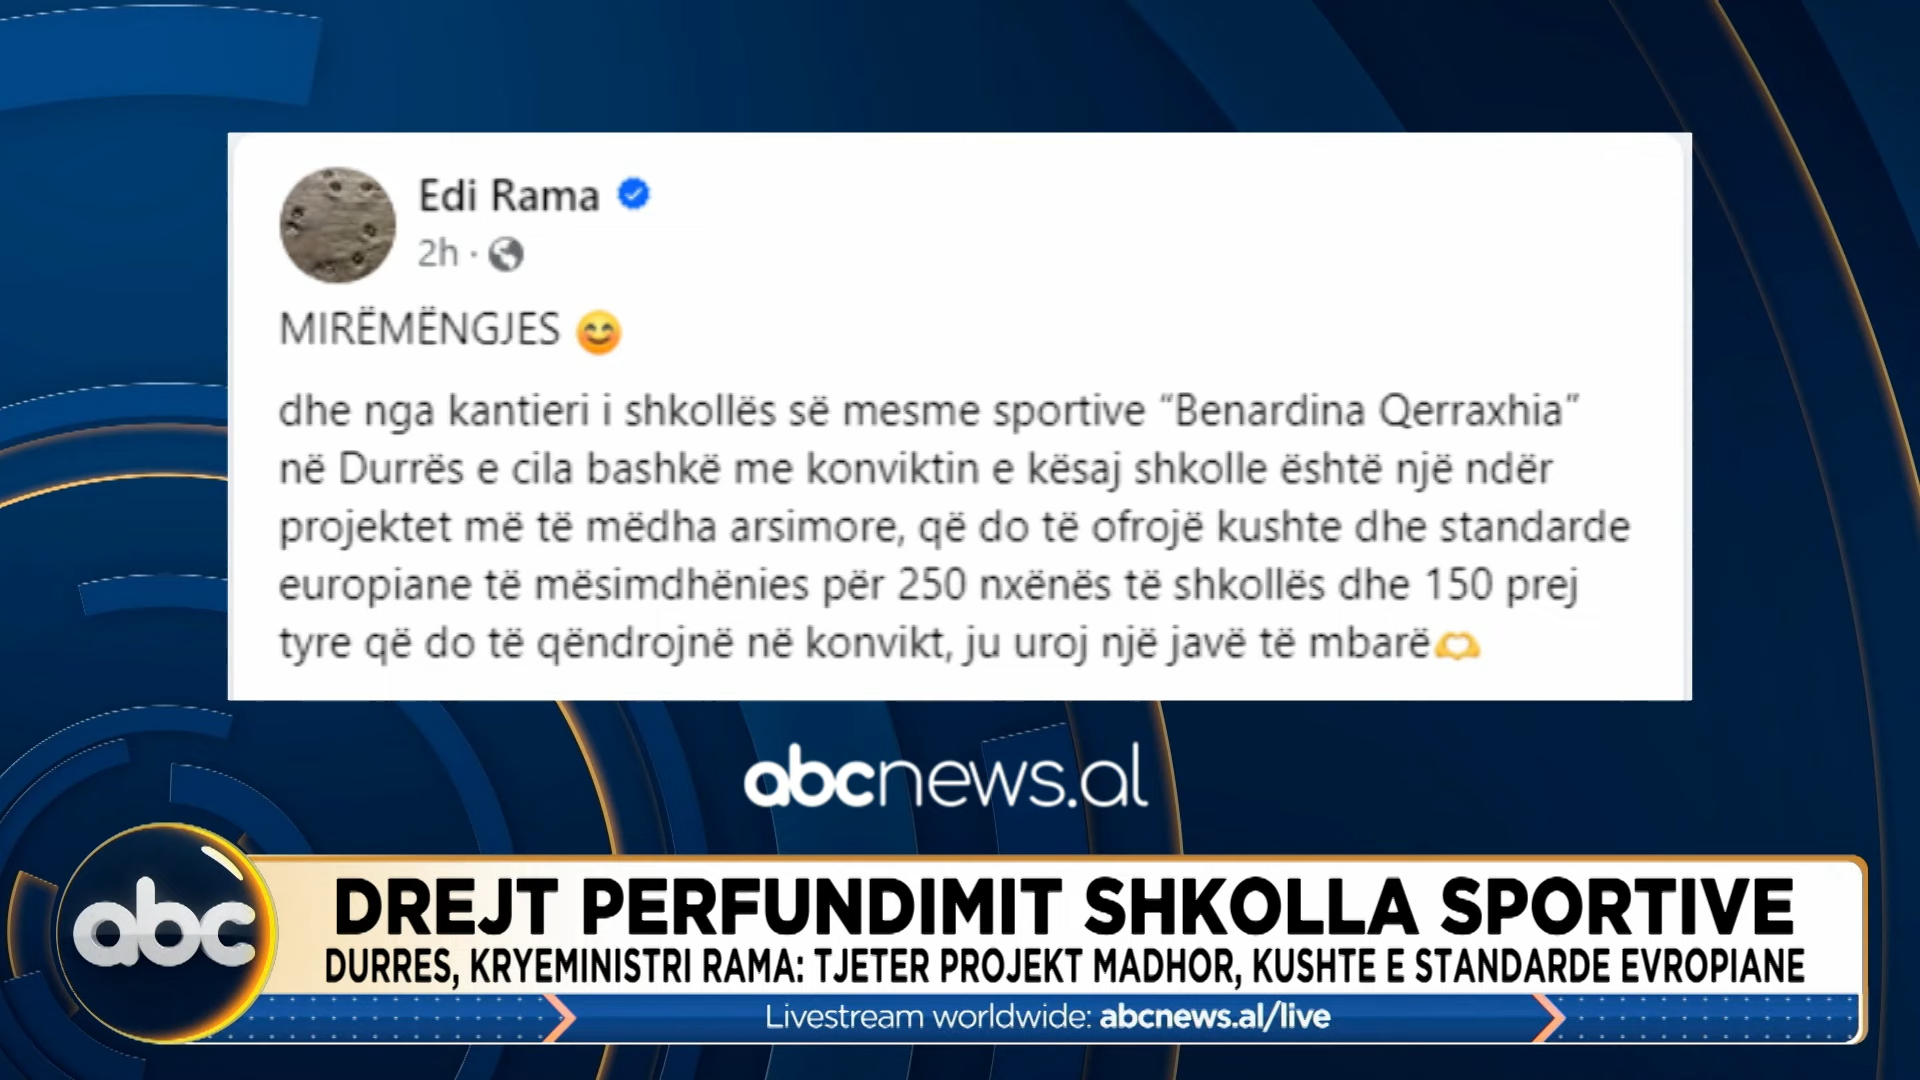 Edi Rama
2h ·
MIRËMËNGJES 😊
dhe nga kantieri i shkollës së mesme sportive “Benardina Qerraxhia”
në Durrës e cila bashkë me konviktin e kësaj shkolle është një ndër
projektet më të mëdha arsimore, që do të ofrojë kushte dhe standarde
europiane të mësimdhënies për 250 nxënës të shkollës dhe 150 prej
tyre që do të qëndrojnë në konvikt, ju uroj një javë të mbarë🫶
abcnews.al
abc
DREJT PERFUNDIMIT SHKOLLA SPORTIVE
DURRES, KRYEMINISTRI RAMA: TJETER PROJEKT MADHOR, KUSHTE E STANDARDE EVROPIANE
Livestream worldwide: abcnews.al/live